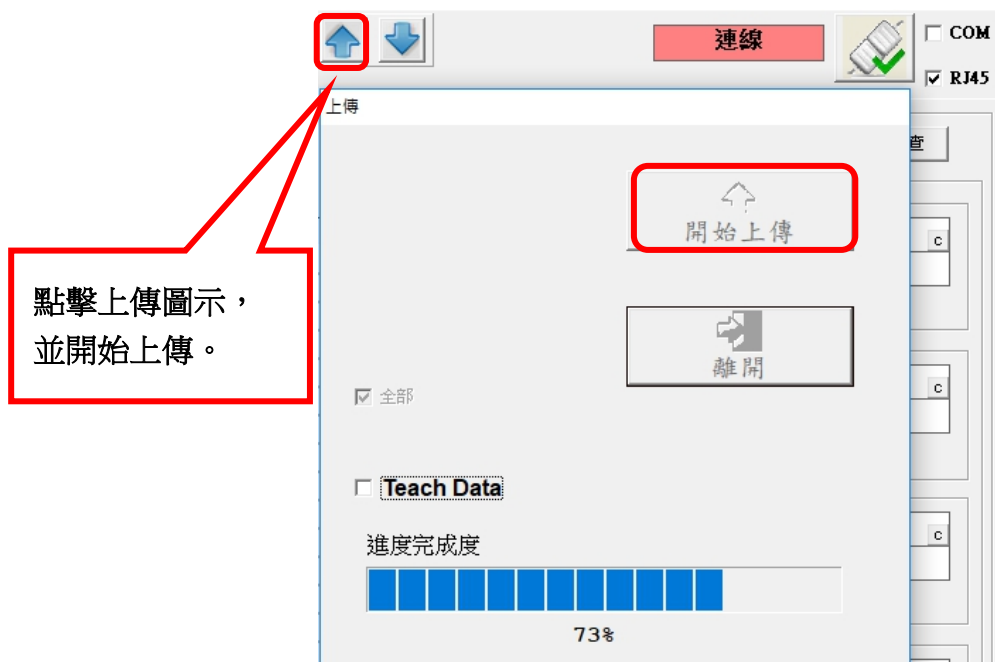 連線
COM
RJ45
上傳
查
開始上傳
c
點擊上傳圖示，
並開始上傳。
離開
c
全部
Teach Data
進度完成度
c
73%